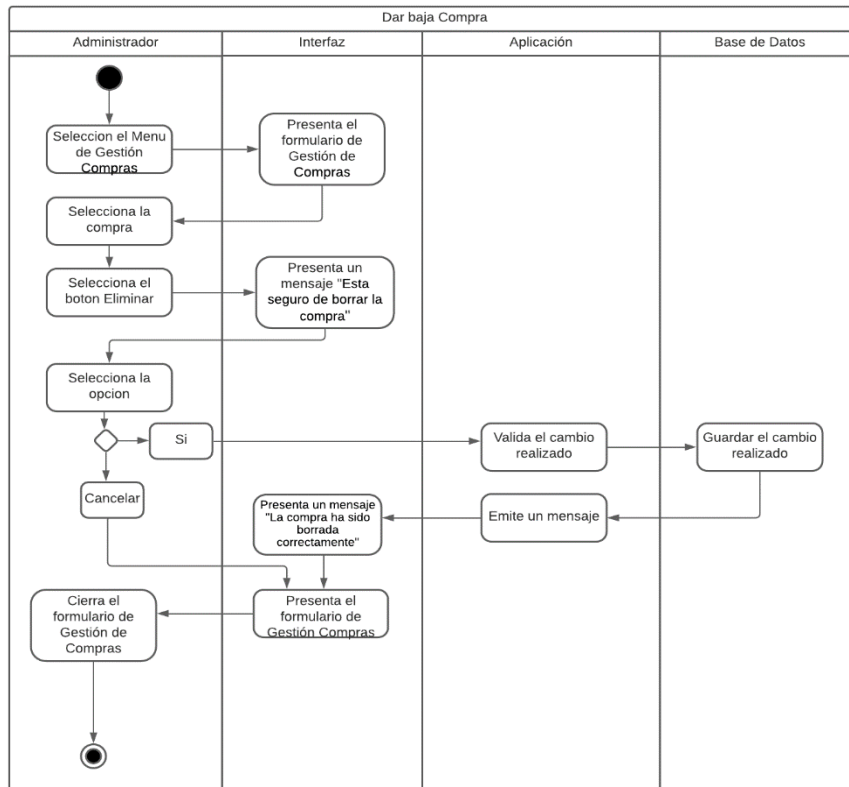 Dar baja Compra
Administrador
Interfaz
Aplicación
Base de Datos
Seleccion el Menu
de Gestión
Compras
Presenta el
formulario de
Gestión de
Compras
Selecciona la
compra
Selecciona el
boton Eliminar
Presenta un
mensaje "Esta
seguro de borrar la
compra"
Selecciona la
opcion
Si
Valida el cambio
realizado
Guardar el cambio
realizado
Cancelar
Presenta un mensaje
"La compra ha sido
borrada
correctamente"
Emite un mensaje
Cierra el
formulario de
Gestión de
Compras
Presenta el
formulario de
Gestión Compras